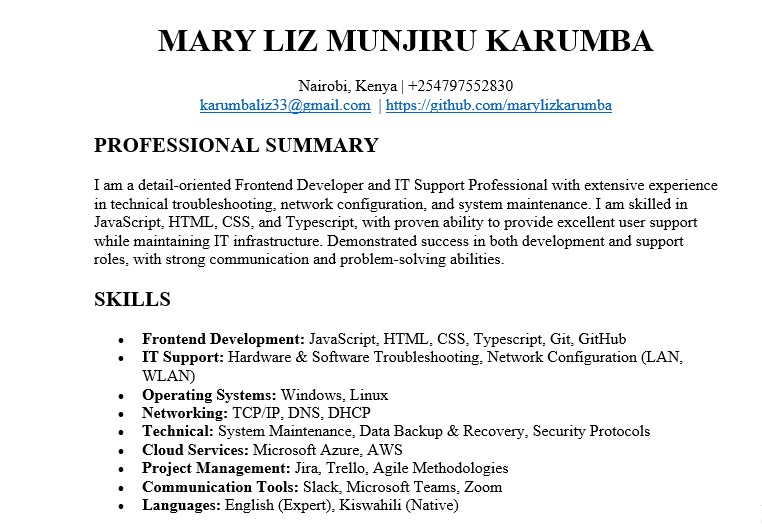 MARY LIZ MUNJIRU KARUMBA
Nairobi, Kenya | +254797552830
karumbaliz33@gmail.com | https://github.com/marylizkarumba
PROFESSIONAL SUMMARY
I am a detail-oriented Frontend Developer and IT Support Professional with extensive experience
in technical troubleshooting, network configuration, and system maintenance. I am skilled in
JavaScript, HTML, CSS, and Typescript, with proven ability to provide excellent user support
while maintaining IT infrastructure. Demonstrated success in both development and support
roles, with strong communication and problem-solving abilities.
SKILLS
• Frontend Development: JavaScript, HTML, CSS, Typescript, Git, GitHub
• IT Support: Hardware & Software Troubleshooting, Network Configuration (LAN,
WLAN)
• Operating Systems: Windows, Linux
• Networking: TCP/IP, DNS, DHCP
• Technical: System Maintenance, Data Backup & Recovery, Security Protocols
• Cloud Services: Microsoft Azure, AWS
• Project Management: Jira, Trello, Agile Methodologies
• Communication Tools: Slack, Microsoft Teams, Zoom
• Languages: English (Expert), Kiswahili (Native)